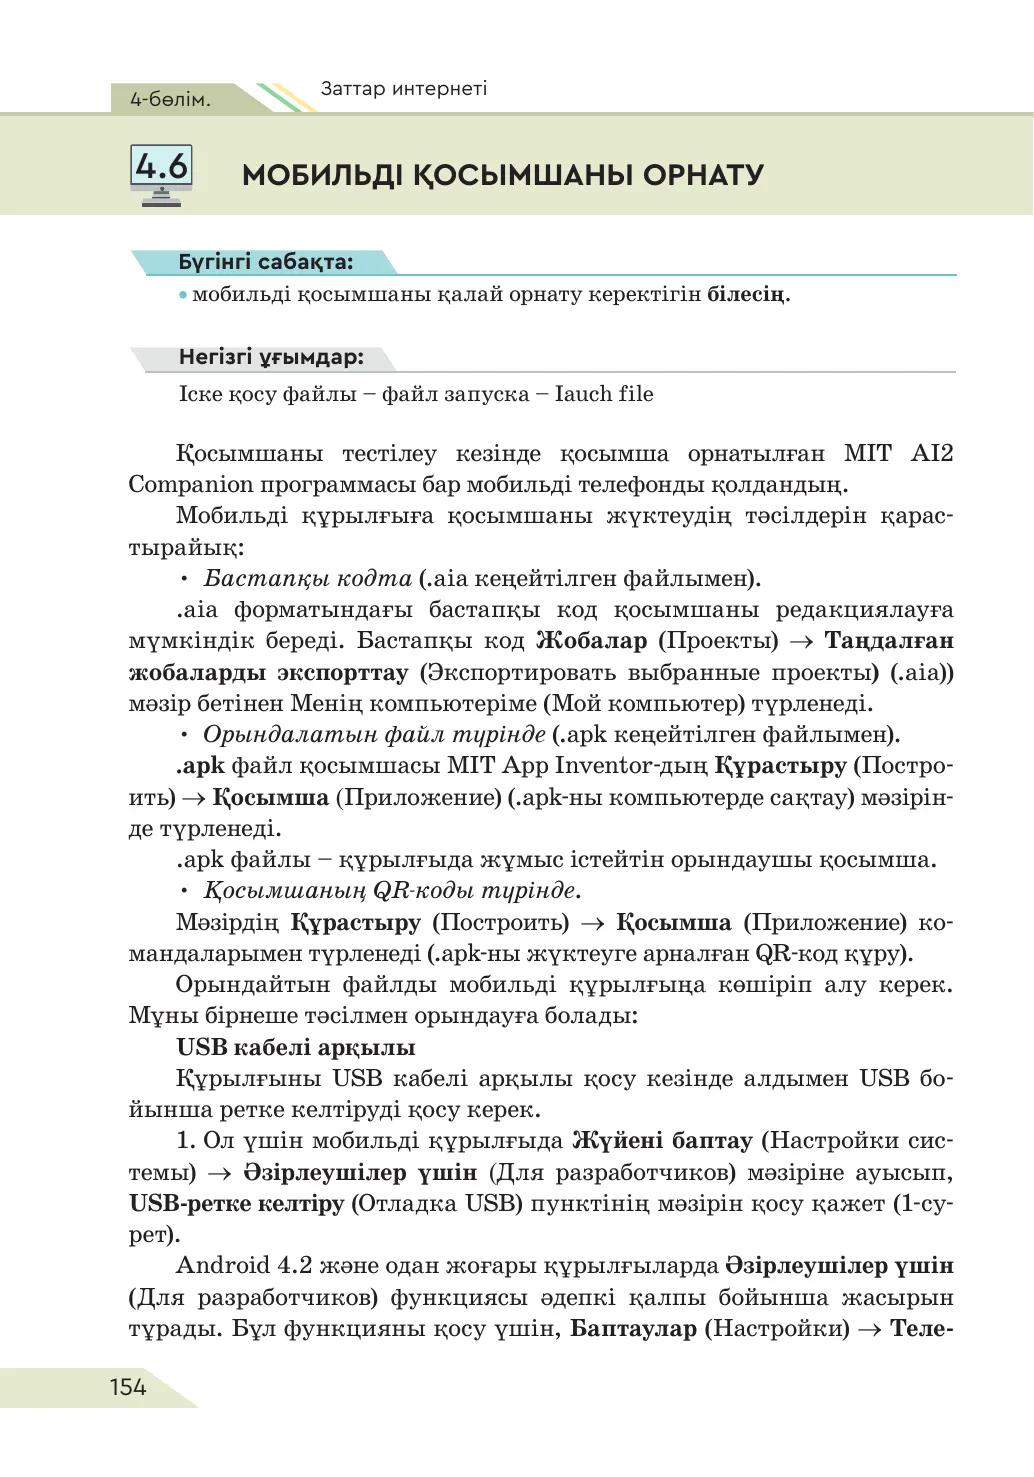 4-бөлім.
Заттар интернеті
4.6
МОБИЛЬДІ ҚОСЫМШАНЫ ОРНАТУ
Бүгінгі сабақта:
• мобильді қосымшаны қалай орнату керектігін білесің.
Негізгі ұғымдар:
Іске қосу файлы – файл запуска – Iauch file
Қосымшаны тестілеу кезінде қосымша орнатылған MIT AI2
Companion программасы бар мобильді телефонды қолдандың.
Мобильді құрылғыға қосымшаны жүктеудің тәсілдерін қарас-
тырайық:
• Бастапқы кодта (.aia кеңейтілген файлымен).
.aia форматындағы бастапқы код қосымшаны редакциялауға
мүмкіндік береді. Бастапқы код Жобалар (Проекты) → Таңдалған
жобаларды экспорттау (Экспортировать выбранные проекты) (.aia))
мәзір бетінен Менің компьютеріме (Мой компьютер) түрленеді.
• Орындалатын файл түрінде (.apk кеңейтілген файлымен).
.apk файл қосымшасы MIT App Inventor-дың Құрастыру (Постро-
ить) → Қосымша (Приложение) (.apk-ны компьютерде сақтау) мәзірін-
де түрленеді.
.apk файлы – құрылғыда жұмыс істейтін орындаушы қосымша.
• Қосымшаның QR-коды түрінде.
Мәзірдің Құрастыру (Построить) → Қосымша (Приложение) ко-
мандаларымен түрленеді (.apk-ны жүктеуге арналған QR-код құру).
Орындайтын файлды мобильді құрылғыңа көшіріп алу керек.
Мұны бірнеше тәсілмен орындауға болады:
USB кабелі арқылы
Құрылғыны USB кабелі арқылы қосу кезінде алдымен USB бо-
йынша ретке келтіруді қосу керек.
1. Ол үшін мобильді құрылғыда Жүйені баптау (Настройки сис-
темы) → Әзірлеушілер үшін (Для разработчиков) мәзіріне ауысып,
USB-ретке келтіру (Отладка USB) пунктінің мәзірін қосу қажет (1-су-
рет).
Android 4.2 және одан жоғары құрылғыларда Әзірлеушілер үшін
(Для разработчиков) функциясы әдепкі қалпы бойынша жасырын
тұрады. Бұл функцияны қосу үшін, Баптаулар (Настройки) → Теле-
154